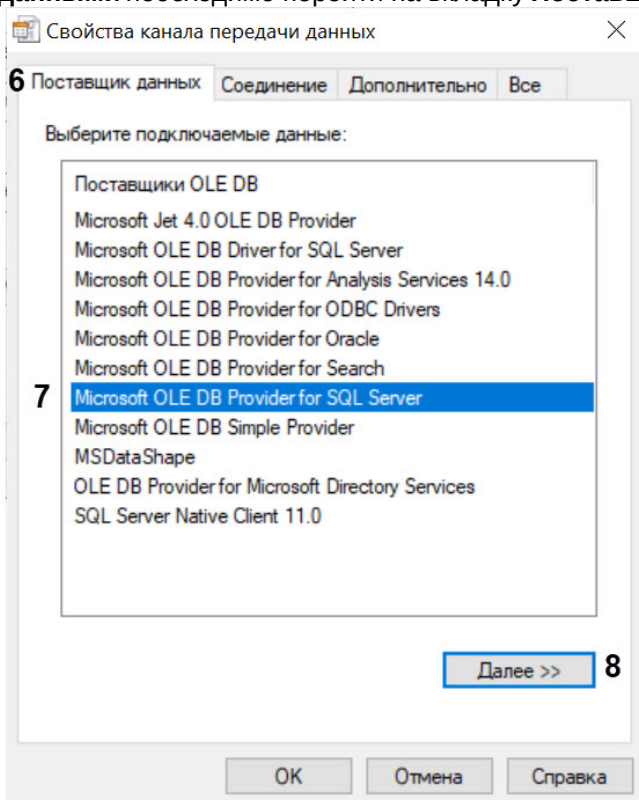 Свойства канала передачи данных
6 Поставщик данных Соединение Дополнительно Все
Выберите подключаемые данные:
Поставщики OLE DB
Microsoft Jet 4.0 OLE DB Provider
Microsoft OLE DB Driver for SQL Server
Microsoft OLE DB Provider for Analysis Services 14.0
Microsoft OLE DB Provider for ODBC Drivers
Microsoft OLE DB Provider for Oracle
Microsoft OLE DB Provider for Search
7 Microsoft OLE DB Provider for SQL Server
Microsoft OLE DB Simple Provider
MSDataShape
OLE DB Provider for Microsoft Directory Services
SQL Server Native Client 11.0
Далее >> 8
ОК Отмена Справка